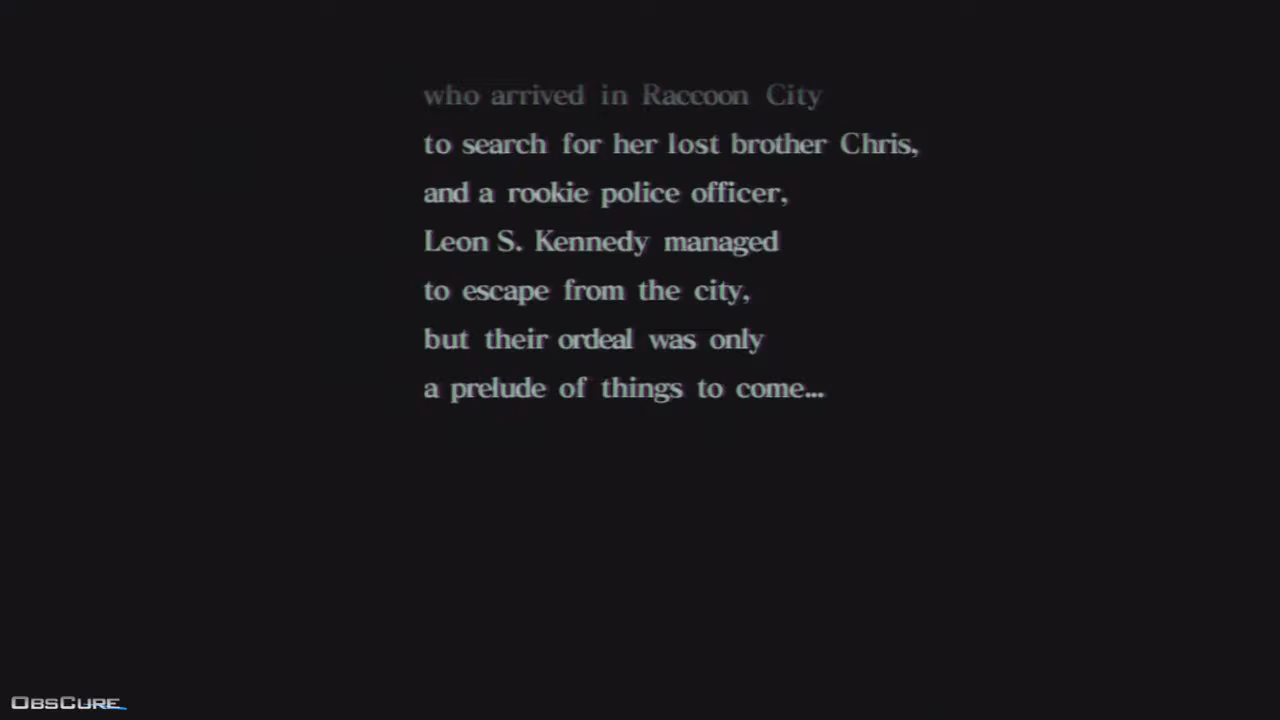 who arrived in Raccoon City
to search for her lost brother Chris,
and a rookie police officer,
Leon S. Kennedy managed
to escape from the city,
but their ordeal was only
a prelude of things to come...
ObsCure